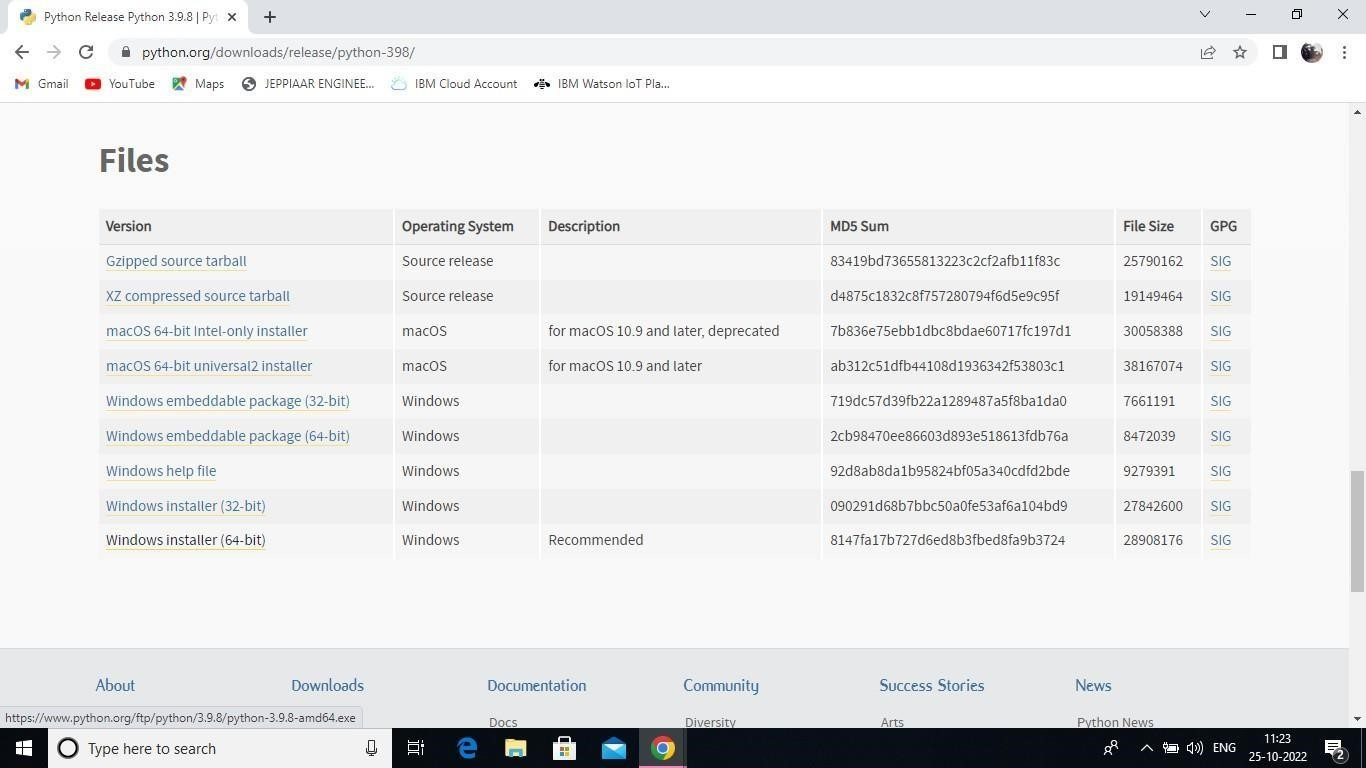 Python Release Python 3.9.8 | Pyt
python.org/downloads/release/python-398/
Gmail YouTube Maps JEPPIAAR ENGINEE... IBM Cloud Account IBM Watson IoT Pla...
Files
Version Operating System Description MD5 Sum File Size GPG
Gzipped source tarball Source release 83419bd73655813223c2cf2afb11f83c 25790162 SIG
XZ compressed source tarball Source release d4875c1832c8f757280794f6d5e9c95f 19149464 SIG
macOS 64-bit Intel-only installer macOS for macOS 10.9 and later, deprecated 7b836e75ebb1dbc8bdae60717fc197d1 30058388 SIG
macOS 64-bit universal2 installer macOS for macOS 10.9 and later ab312c51dfb44108d1936342f53803c1 38167074 SIG
Windows embeddable package (32-bit) Windows 719dc57d39fb22a1289487a5f8ba1da0 7661191 SIG
Windows embeddable package (64-bit) Windows 2cb98470ee86603d893e518613fdb76a 8472039 SIG
Windows help file Windows 92d8ab8da1b95824bf05a340cdfd2bde 9279391 SIG
Windows installer (32-bit) Windows 090291d68b7bbc50a0fe53af6a104bd9 27842600 SIG
Windows installer (64-bit) Windows Recommended 8147fa17b727d6ed8b3fbed8fa9b3724 28908176 SIG
About Downloads Documentation Community Success Stories News
https://www.python.org/ftp/python/3.9.8/python-3.9.8-amd64.exe Docs Diversity Arts Python News
Type here to search ENG 11:23
25-10-2022 2